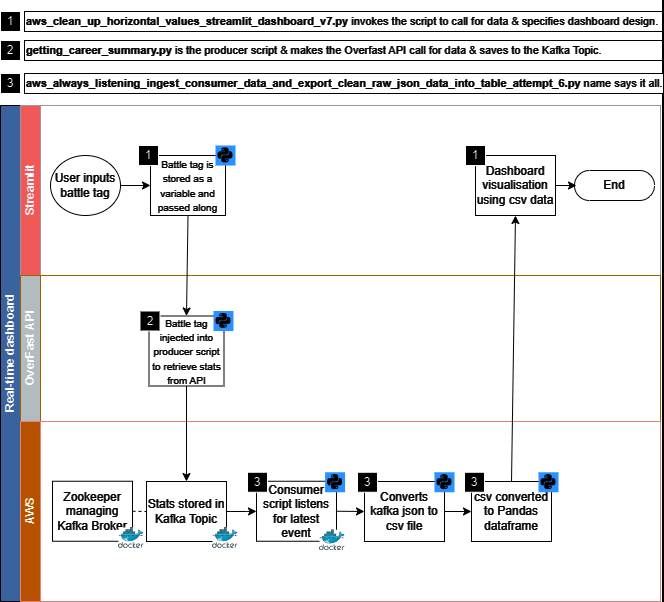 1 aws_clean_up_horizontal_values_streamlit_dashboard_v7.py invokes the script to call for data & specifies dashboard design.
2 getting_career_summary.py is the producer script & makes the Overfast API call for data & saves to the Kafka Topic.
3 aws_always_listening_ingest_consumer_data_and_export_clean_raw_json_data_into_table_attempt_6.py name says it all.
Real-time dashboard
Streamlit
User inputs
battle tag
1
Battle tag is
stored as a
variable and
passed along
1
Dashboard
visualisation
using csv data
End
OverFast API
2
Battle tag
injected into
producer script
to retrieve stats
from API
AWS
Zookeeper
managing
Kafka Broker
docker
Stats stored in
Kafka Topic
docker
3
Consumer
script listens
for latest
event
docker
3
Converts
kafka json to
csv file
3
csv converted
to Pandas
dataframe